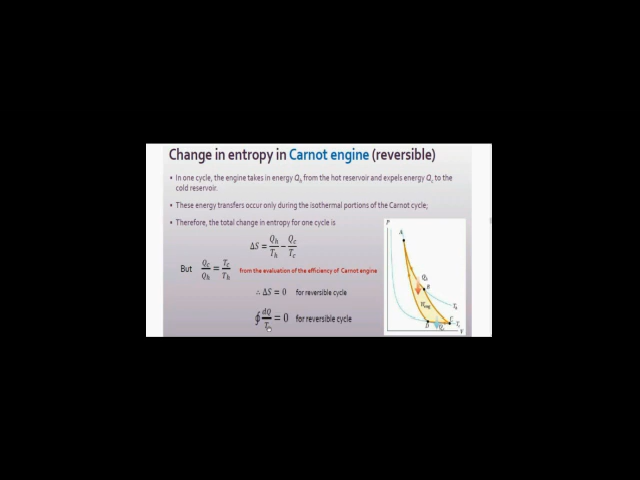 Change in entropy in Carnot engine (reversible)
• In one cycle, the engine takes in energy Qh from the hot reservoir and expels energy Qc to the
cold reservoir.
• These energy transfers occur only during the isothermal portions of the Carnot cycle;
• Therefore, the total change in entropy for one cycle is
ΔS = Qh/Th − Qc/Tc
But Qc/Qh = Tc/Th from the evaluation of the efficiency of Carnot engine
∴ ΔS = 0 for reversible cycle
∮ dQ/T = 0 for reversible cycle
P
A
Qh
B
Th
D
C
Tc
V